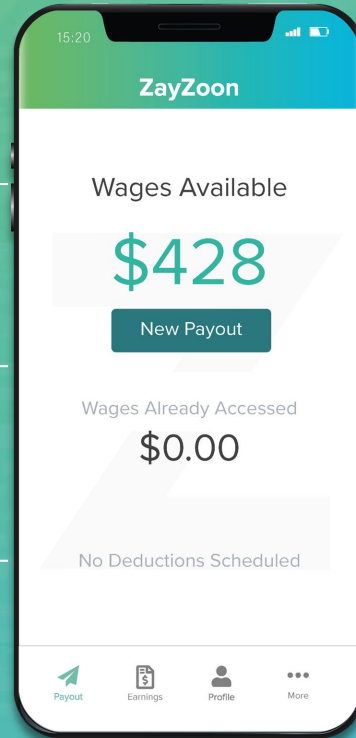 15:20
ZayZoon
Wages Available
$428
New Payout
Wages Already Accessed
$0.00
No Deductions Scheduled
Payout Earnings Profile More